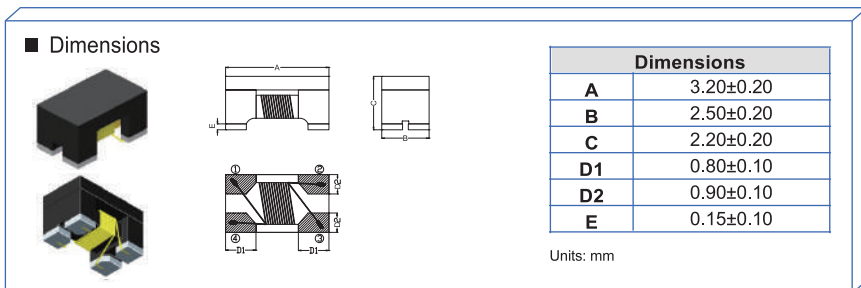 ■ Dimensions
A
C
E
B
① ②
D2
D2
④ ③
D1 D1
Dimensions
A 3.20±0.20
B 2.50±0.20
C 2.20±0.20
D1 0.80±0.10
D2 0.90±0.10
E 0.15±0.10
Units: mm